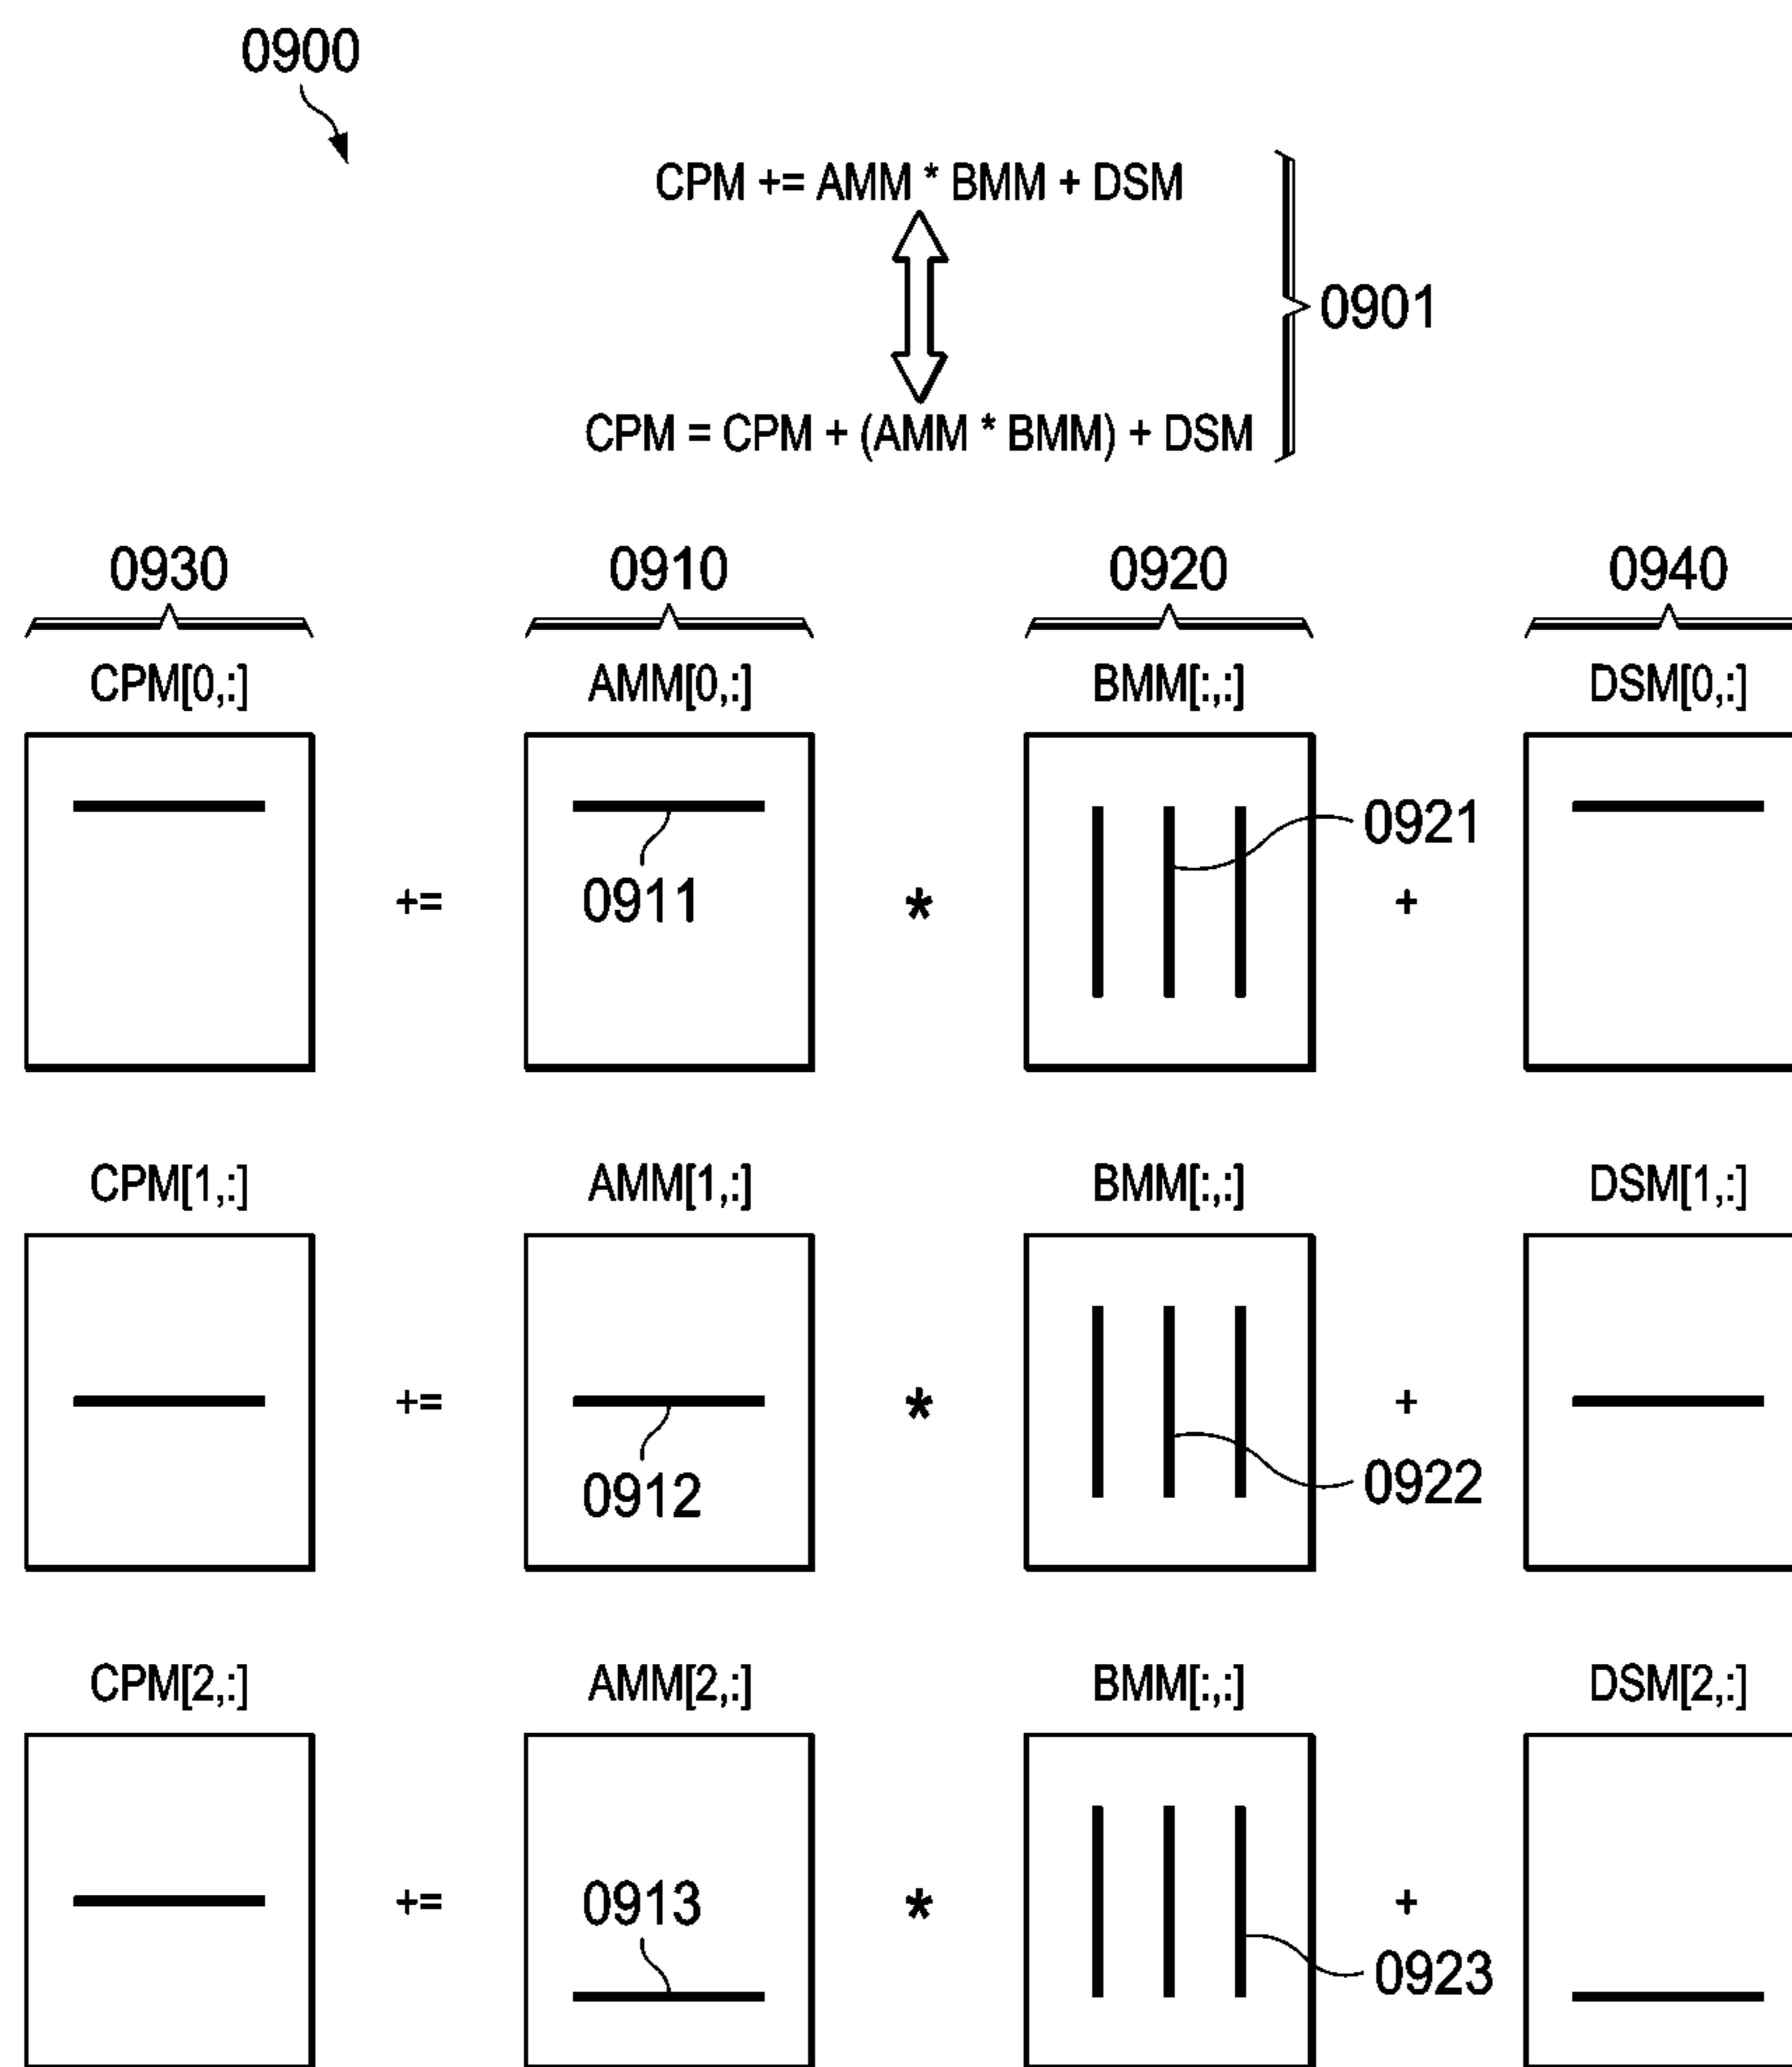 0900
CPM += AMM * BMM + DSM
0901
CPM = CPM + (AMM * BMM) + DSM
0930 0910 0920 0940
CPM[0,:] AMM[0,:] BMM[:,:] DSM[0,:]
0921
+= 0911 * +
CPM[1,:] AMM[1,:] BMM[:,:] DSM[1,:]
+= * +
0912 0922
CPM[2,:] AMM[2,:] BMM[:,:] DSM[2,:]
+= 0913 * +
0923